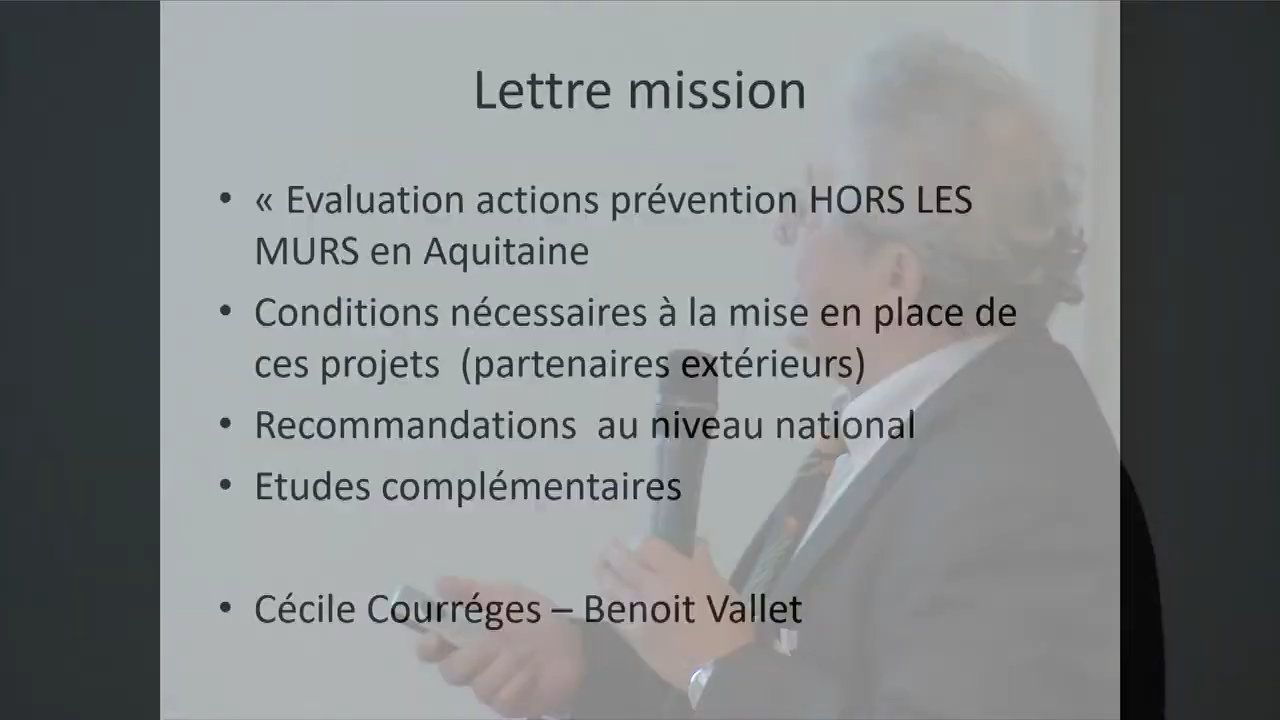 Lettre mission
• « Evaluation actions prévention HORS LES
MURS en Aquitaine
• Conditions nécessaires à la mise en place de
ces projets  (partenaires extérieurs)
• Recommandations  au niveau national
• Etudes complémentaires
• Cécile Courréges – Benoit Vallet